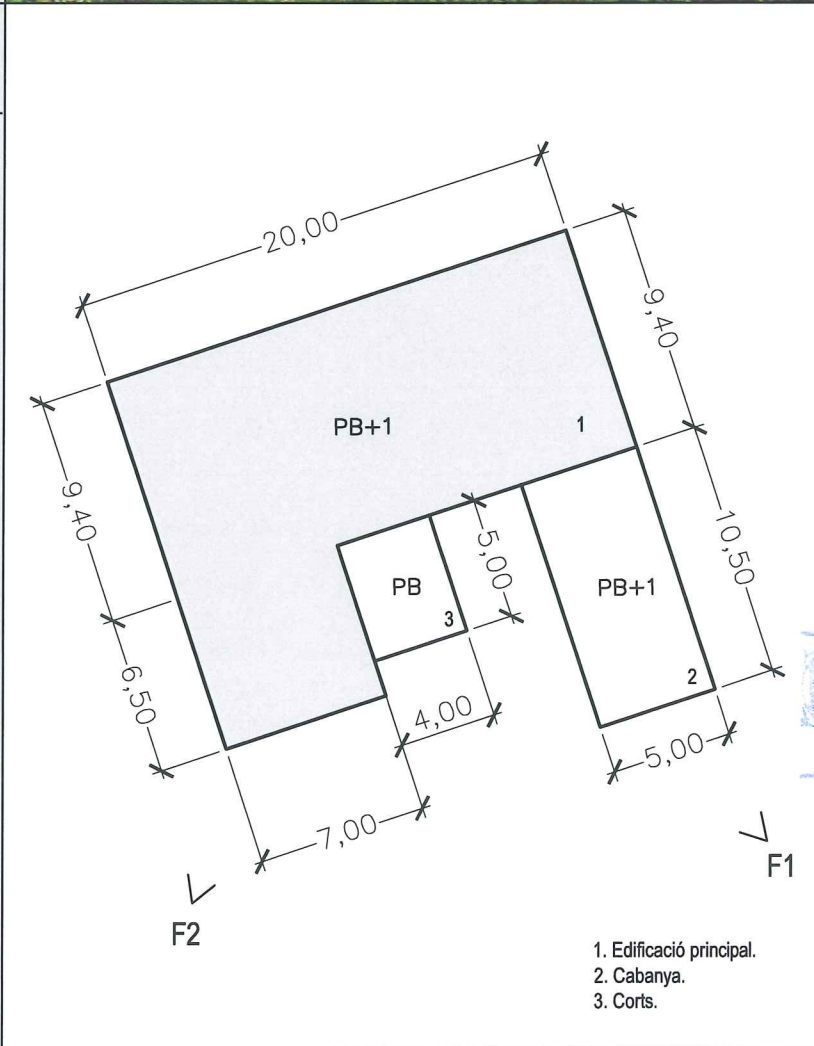 20,00
9,40
9,40
PB+1
1
10,50
5,00
PB
3
PB+1
2
6,50
4,00
5,00
7,00
F1
F2
1. Edificació principal.
2. Cabanya.
3. Corts.